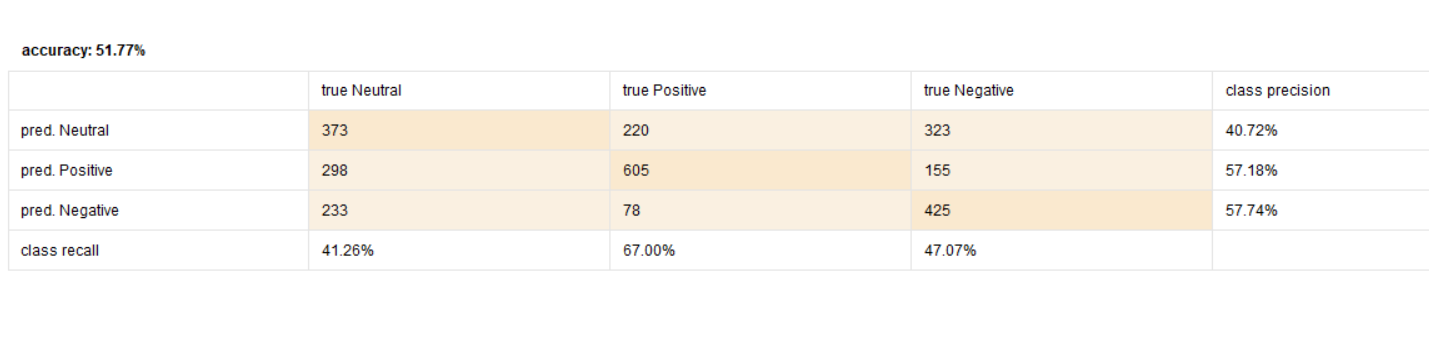 accuracy: 51.77%
true Neutral true Positive true Negative class precision
pred. Neutral 373 220 323 40.72%
pred. Positive 298 605 155 57.18%
pred. Negative 233 78 425 57.74%
class recall 41.26% 67.00% 47.07%